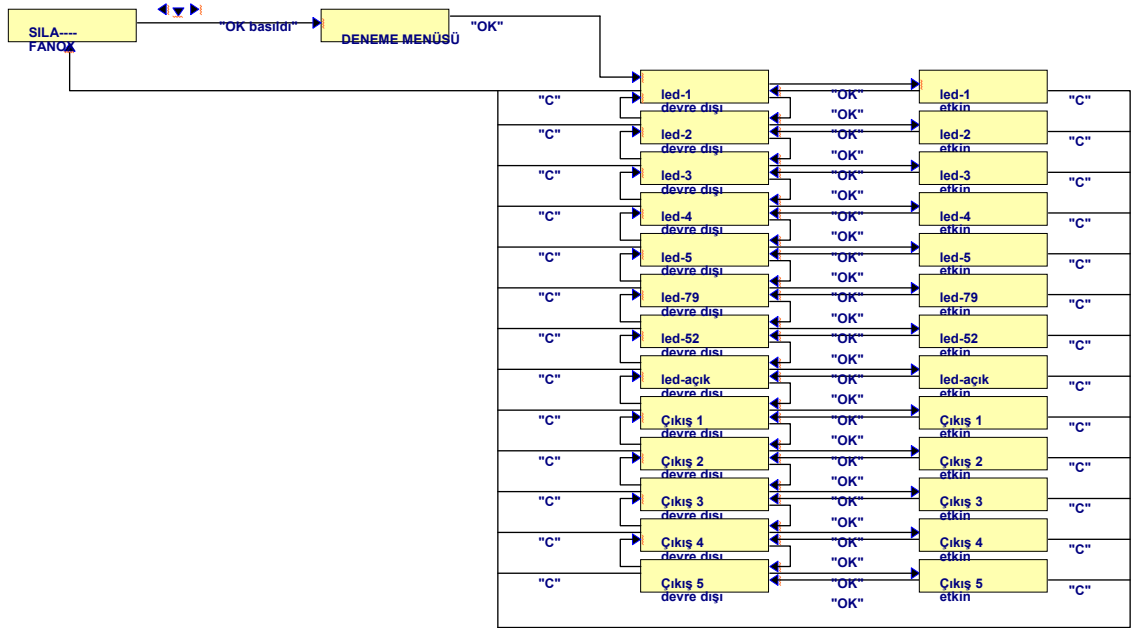 SILA----
FANOX
"OK basıldı"
DENEME MENÜSÜ
"OK"
led-1
devre dışı
"C"
"OK"
"OK"
led-1
etkin
"C"
led-2
devre dışı
"C"
"OK"
"OK"
led-2
etkin
"C"
led-3
devre dışı
"C"
"OK"
"OK"
led-3
etkin
"C"
led-4
devre dışı
"C"
"OK"
"OK"
led-4
etkin
"C"
led-5
devre dışı
"C"
"OK"
"OK"
led-5
etkin
"C"
led-79
devre dışı
"C"
"OK"
"OK"
led-79
etkin
"C"
led-52
devre dışı
"C"
"OK"
"OK"
led-52
etkin
"C"
led-açık
devre dışı
"C"
"OK"
"OK"
led-açık
etkin
"C"
Çıkış 1
devre dışı
"C"
"OK"
"OK"
Çıkış 1
etkin
"C"
Çıkış 2
devre dışı
"C"
"OK"
"OK"
Çıkış 2
etkin
"C"
Çıkış 3
devre dışı
"C"
"OK"
"OK"
Çıkış 3
etkin
"C"
Çıkış 4
devre dışı
"C"
"OK"
"OK"
Çıkış 4
etkin
"C"
Çıkış 5
devre dışı
"C"
"OK"
"OK"
Çıkış 5
etkin
"C"